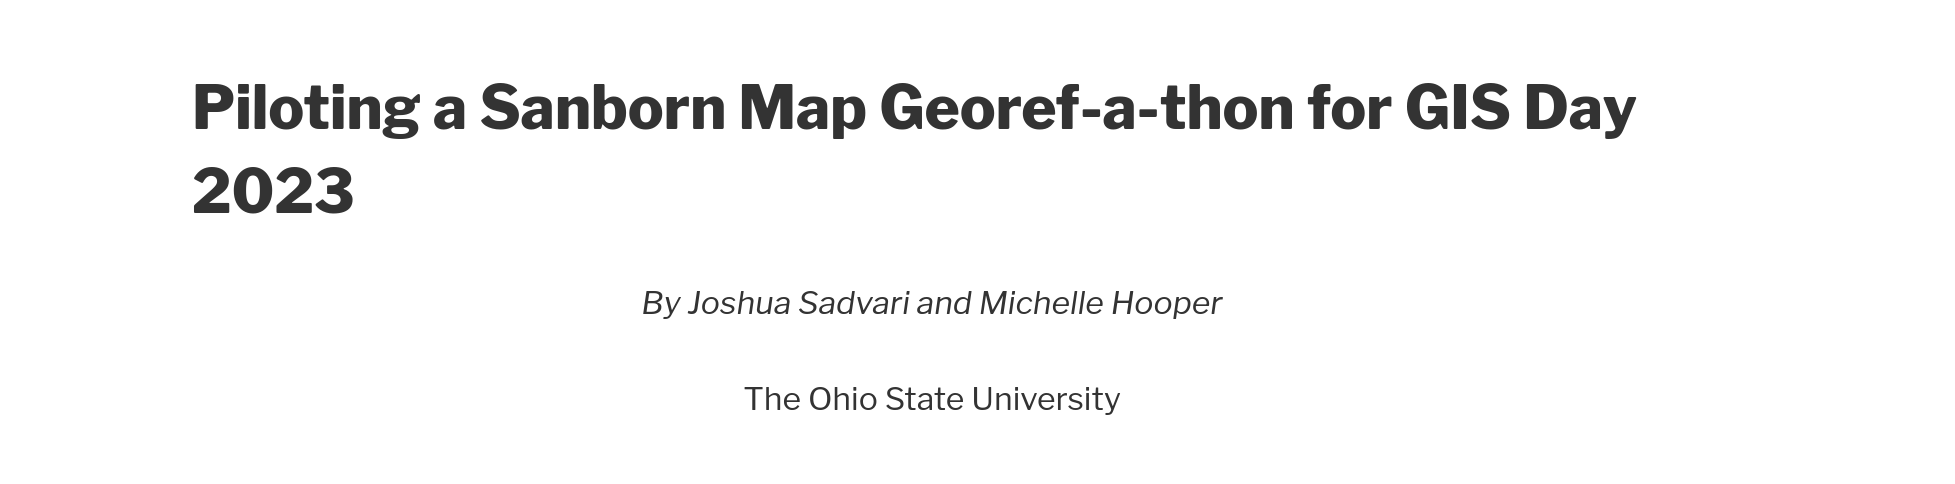 Piloting a Sanborn Map Georef-a-thon for GIS Day
2023
By Joshua Sadvari and Michelle Hooper
The Ohio State University